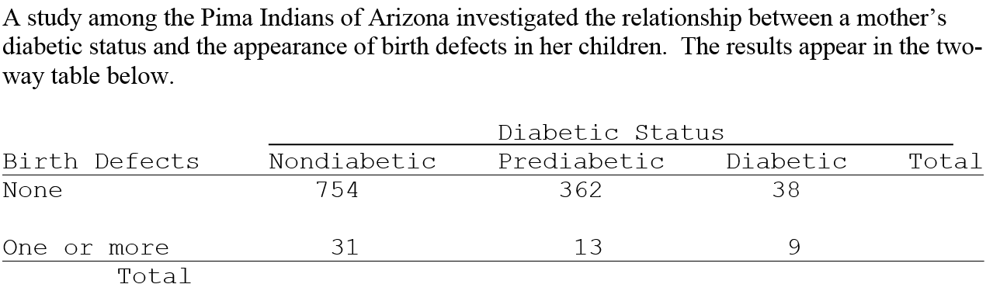 A study among the Pima Indians of Arizona investigated the relationship between a mother’s
diabetic status and the appearance of birth defects in her children.  The results appear in the two-
way table below.
Diabetic Status
Birth Defects Nondiabetic Prediabetic Diabetic Total
None 754 362 38
One or more 31 13 9
Total